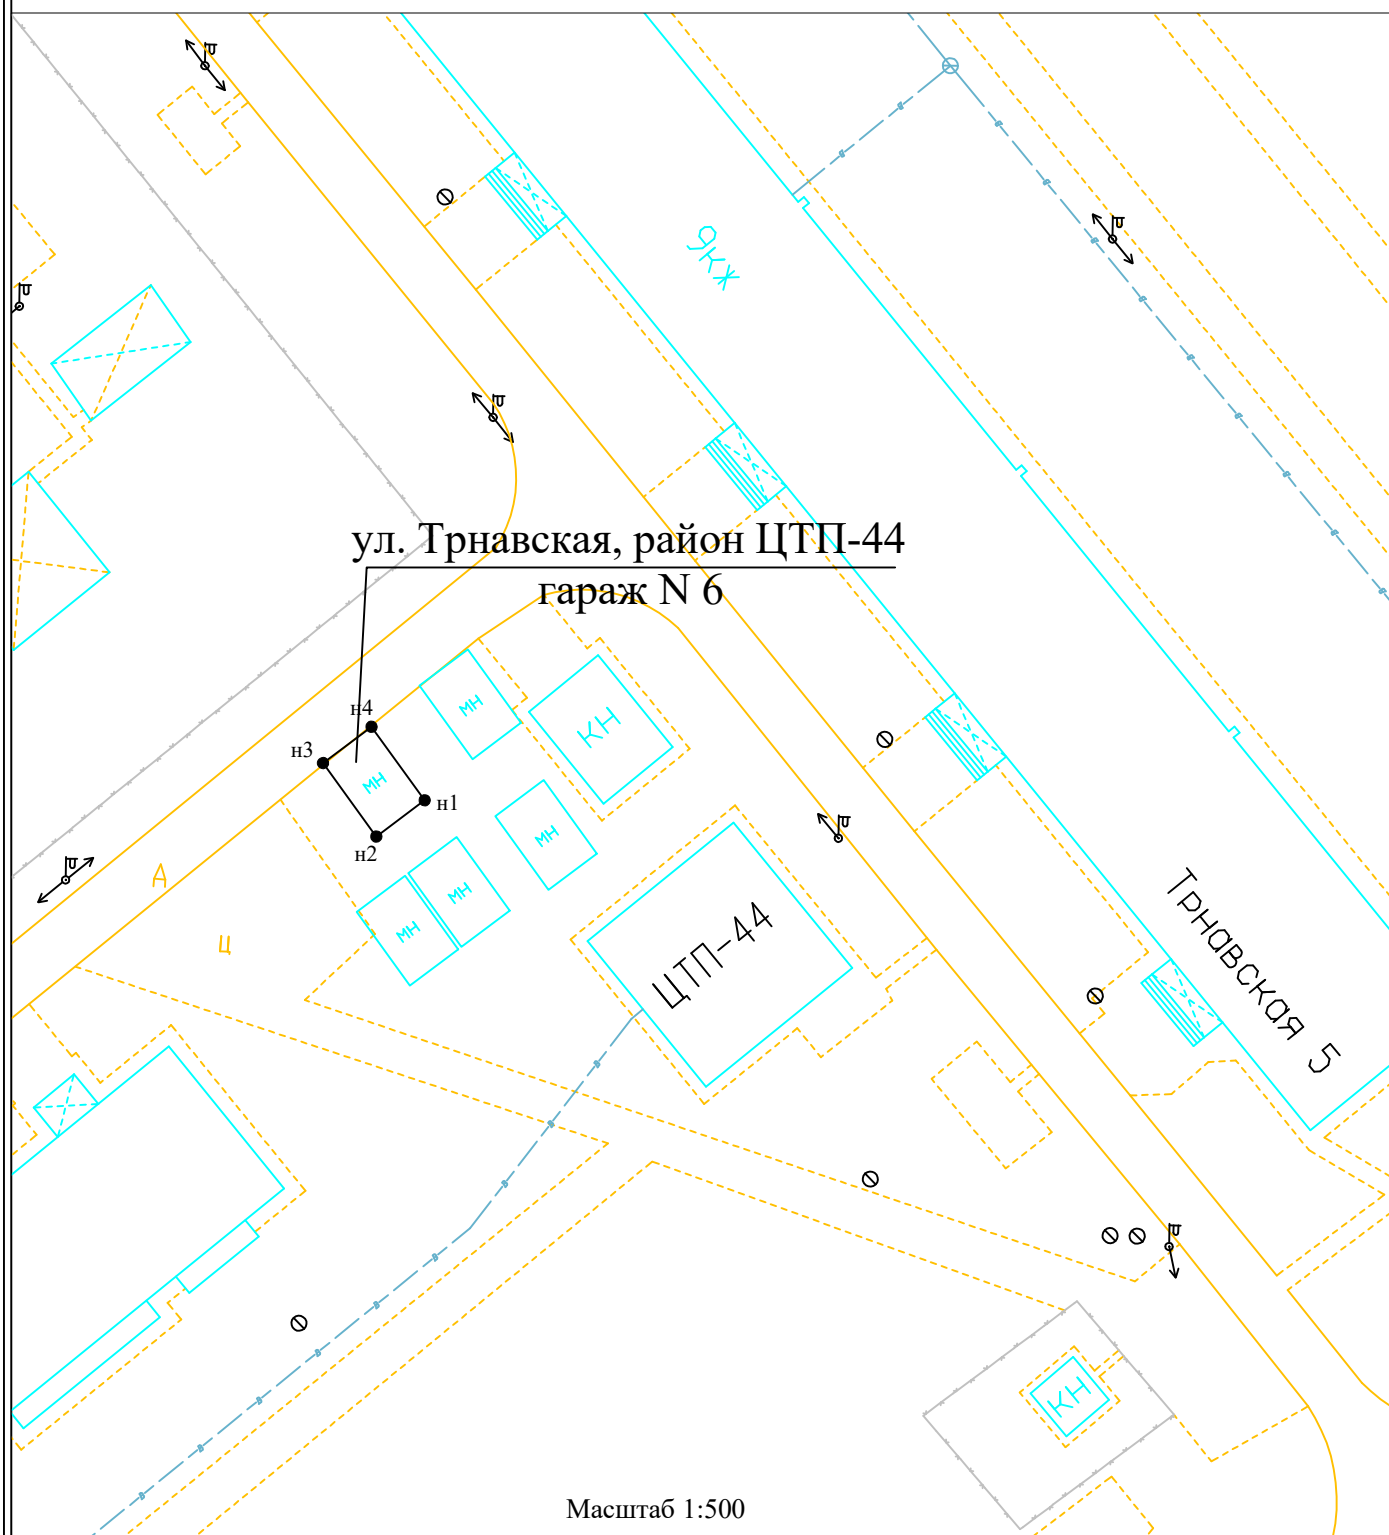 9кж
ул. Трнавская, район ЦТП-44
гараж N 6
н4
н3
н1
н2
мн
мн
мн
мн
мн
кн
А
Ц
ЦТП-44
Трнавская 5
кн
Масштаб 1:500